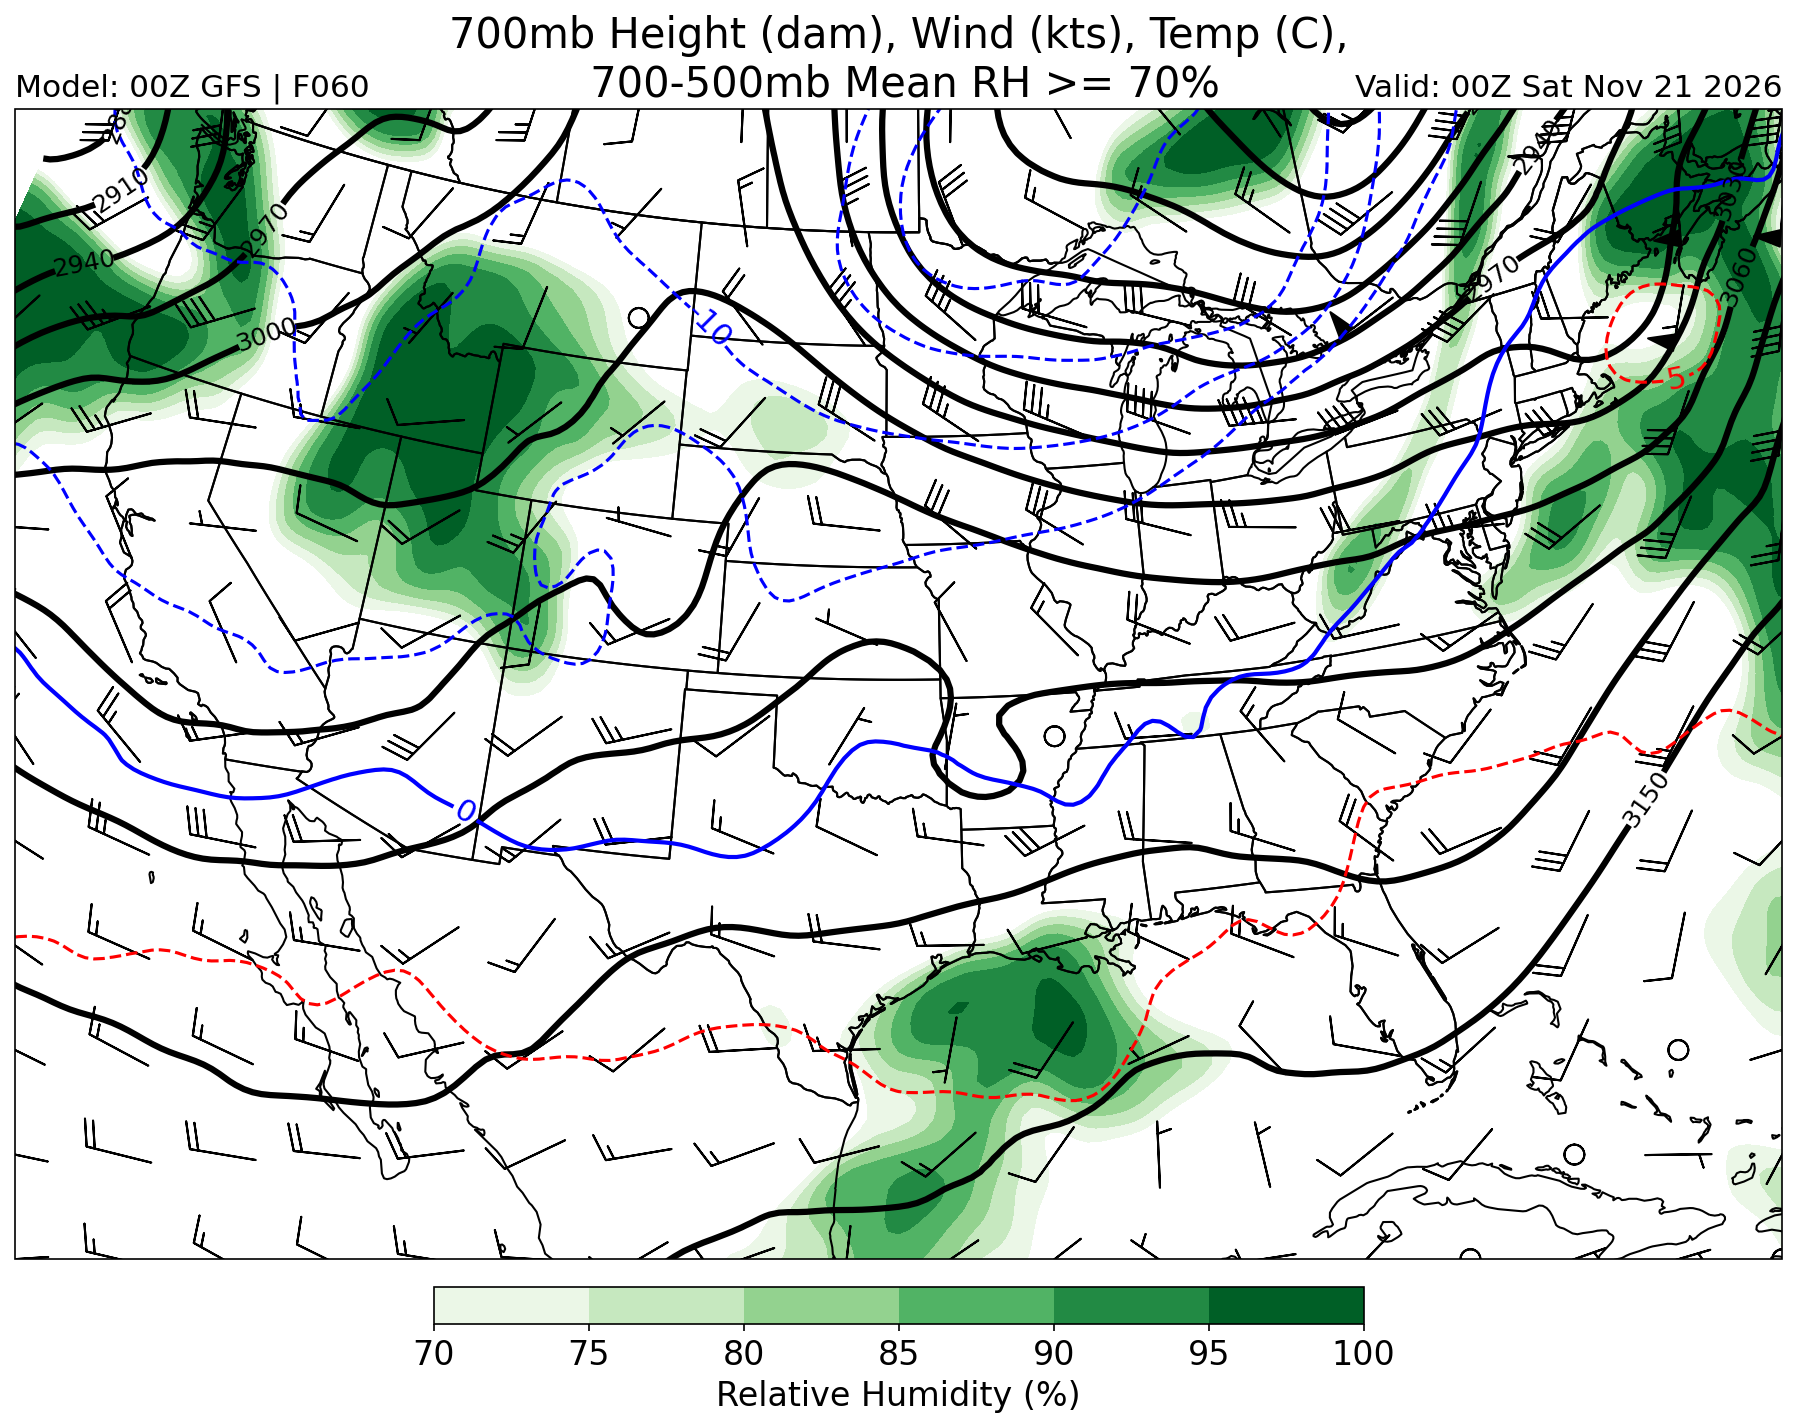 700mb Height (dam), Wind (kts), Temp (C),
700-500mb Mean RH >= 70%
Model: 00Z GFS | F060
Valid: 00Z Sat Nov 21 2026
2910
2940
2970
3000
2940
2970
3030
3060
3150
10
0
5
70 75 80 85 90 95 100
Relative Humidity (%)